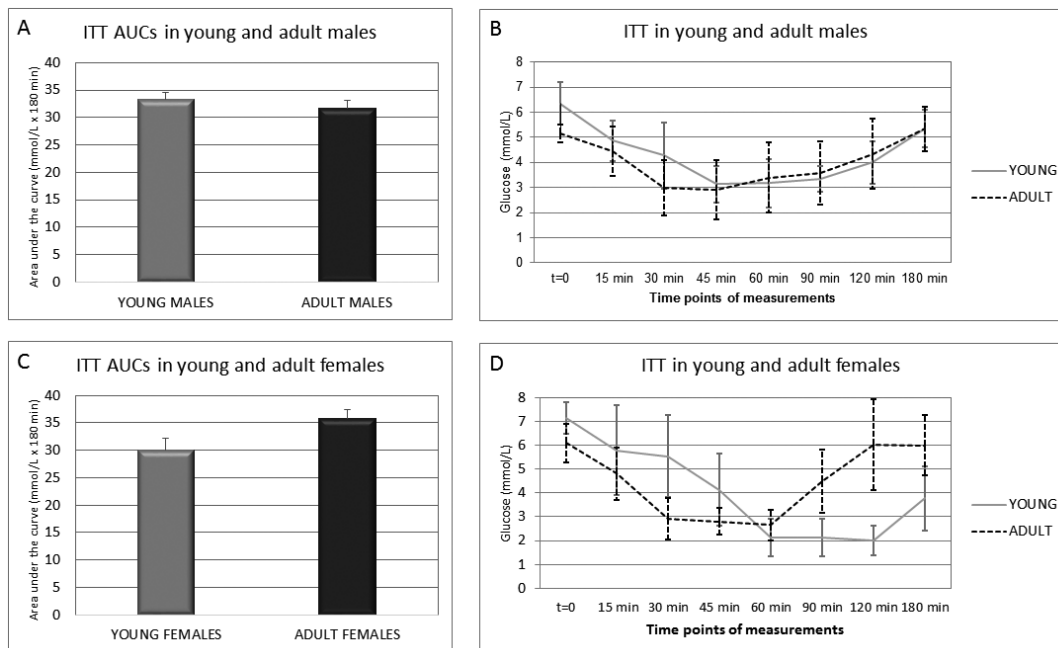 A
ITT AUCs in young and adult males
Area under the curve (mmol/L x 180 min)
40
35
30
25
20
15
10
5
0
YOUNG MALES ADULT MALES
B
ITT in young and adult males
Glucose (mmol/L)
8
7
6
5
4
3
2
1
0
t=0 15 min 30 min 45 min 60 min 90 min 120 min 180 min
Time points of measurements
YOUNG
ADULT
C
ITT AUCs in young and adult females
Area under the curve (mmol/L x 180 min)
40
35
30
25
20
15
10
5
0
YOUNG FEMALES ADULT FEMALES
D
ITT in young and adult females
Glucose (mmol/L)
8
7
6
5
4
3
2
1
0
t=0 15 min 30 min 45 min 60 min 90 min 120 min 180 min
Time points of measurements
YOUNG
ADULT